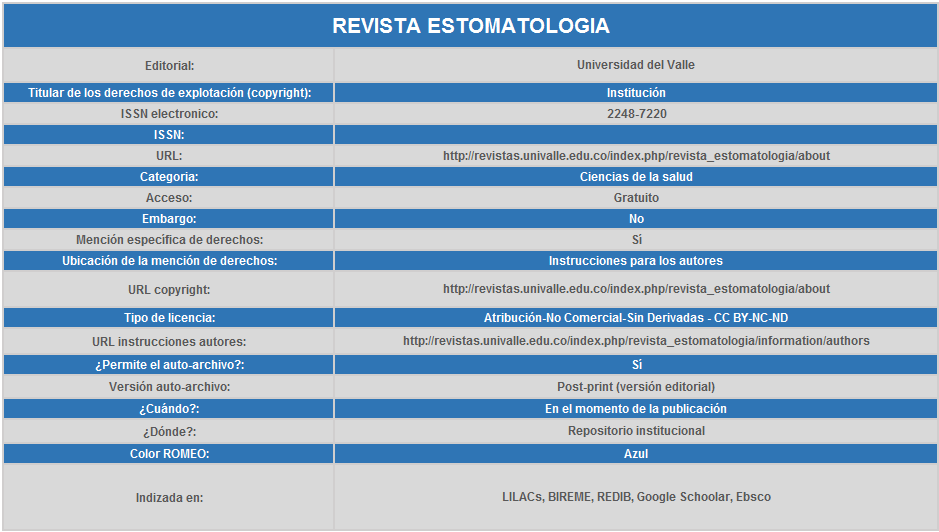 REVISTA ESTOMATOLOGIA
Editorial: Universidad del Valle
Titular de los derechos de explotación (copyright): Institución
ISSN electronico: 2248-7220
ISSN:
URL: http://revistas.univalle.edu.co/index.php/revista_estomatologia/about
Categoria: Ciencias de la salud
Acceso: Gratuito
Embargo: No
Mención específica de derechos: Sí
Ubicación de la mención de derechos: Instrucciones para los autores
URL copyright: http://revistas.univalle.edu.co/index.php/revista_estomatologia/about
Tipo de licencia: Atribución-No Comercial-Sin Derivadas - CC BY-NC-ND
URL instrucciones autores: http://revistas.univalle.edu.co/index.php/revista_estomatologia/information/authors
¿Permite el auto-archivo?: Sí
Versión auto-archivo: Post-print (versión editorial)
¿Cuándo?: En el momento de la publicación
¿Dónde?: Repositorio institucional
Color ROMEO: Azul
Indizada en: LILACs, BIREME, REDIB, Google Schoolar, Ebsco